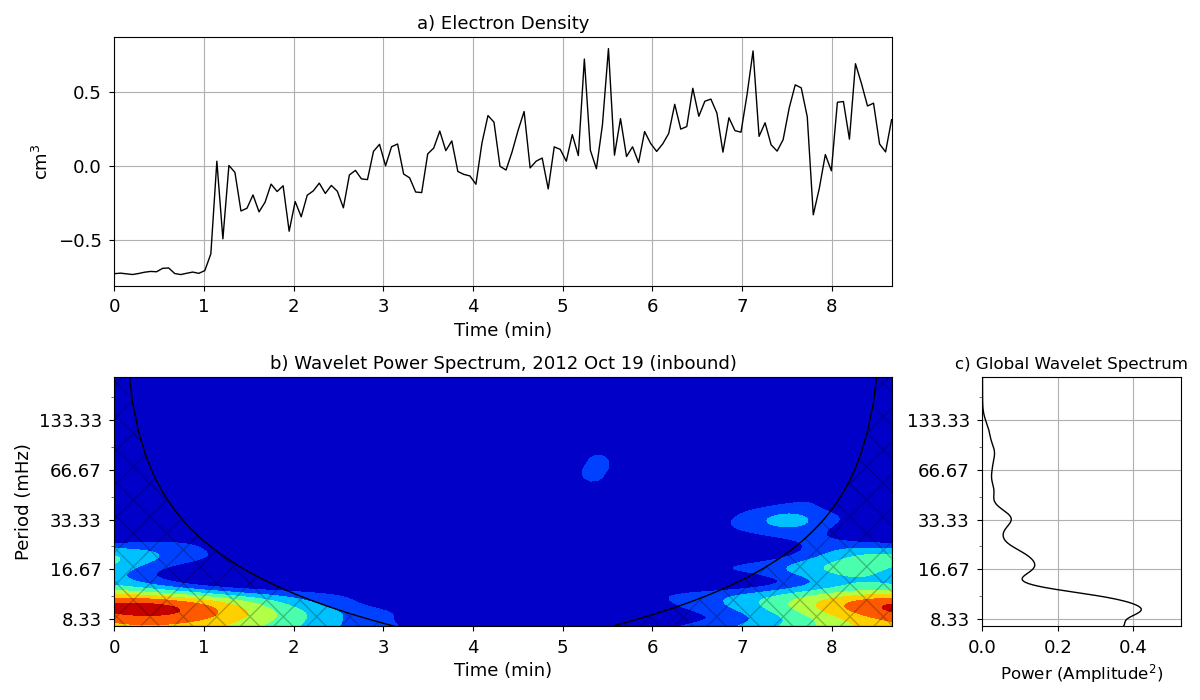 a) Electron Density
cm³
0.5
0.0
−0.5
0 1 2 3 4 5 6 7 8
Time (min)
b) Wavelet Power Spectrum, 2012 Oct 19 (inbound)
Period (mHz)
133.33
66.67
33.33
16.67
8.33
0 1 2 3 4 5 6 7 8
Time (min)
c) Global Wavelet Spectrum
133.33
66.67
33.33
16.67
8.33
0.0 0.2 0.4
Power (Amplitude²)